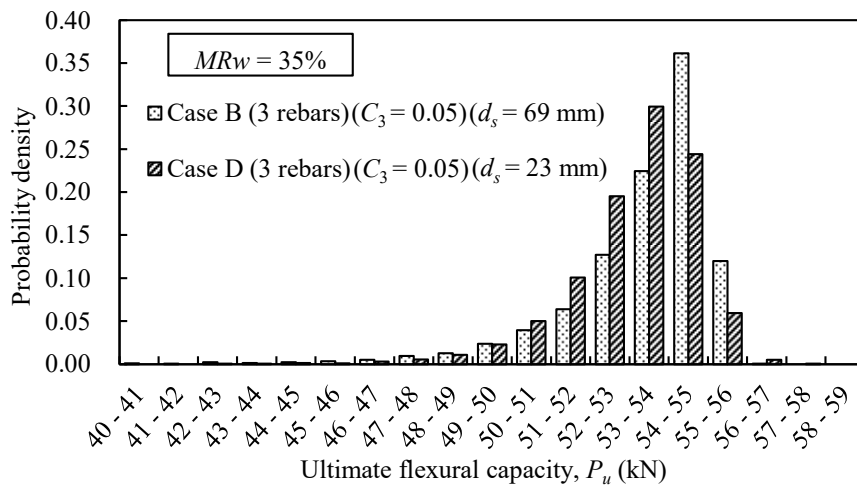 0.40
0.35
0.30
0.25
0.20
0.15
0.10
0.05
0.00
Probability density
MRw = 35%
Case B (3 rebars)(C₃ = 0.05)(dₛ = 69 mm)
Case D (3 rebars)(C₃ = 0.05)(dₛ = 23 mm)
40 - 41
41 - 42
42 - 43
43 - 44
44 - 45
45 - 46
46 - 47
47 - 48
48 - 49
49 - 50
50 - 51
51 - 52
52 - 53
53 - 54
54 - 55
55 - 56
56 - 57
57 - 58
58 - 59
Ultimate flexural capacity, Pᵤ (kN)